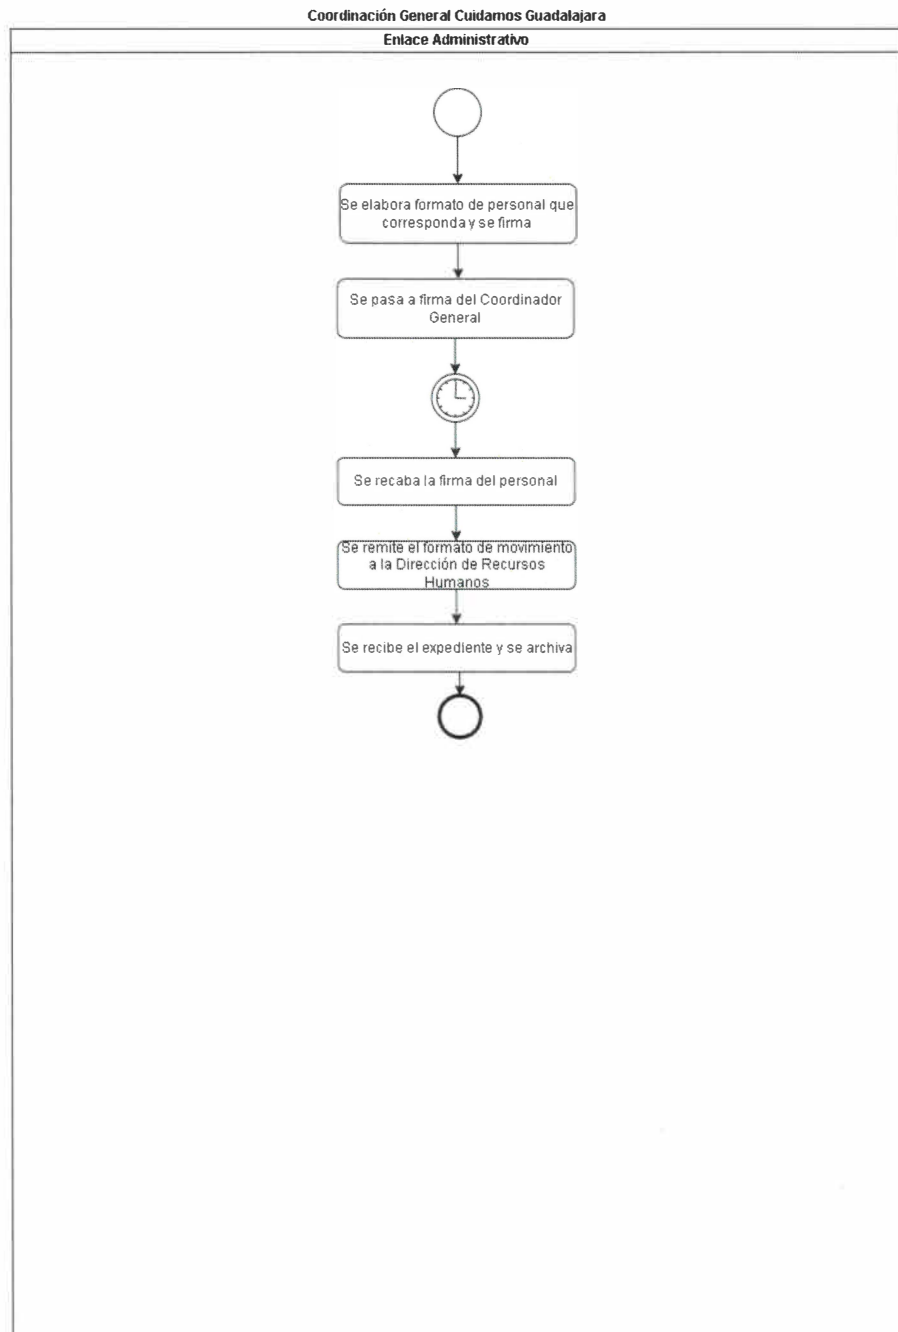 Coordinación General Cuidamos Guadalajara
Enlace Administrativo
Se elabora formato de personal que
corresponda y se firma
Se pasa a firma del Coordinador
General
Se recaba la firma del personal
Se remite el formato de movimiento
a la Dirección de Recursos
Humanos
Se recibe el expediente y se archiva